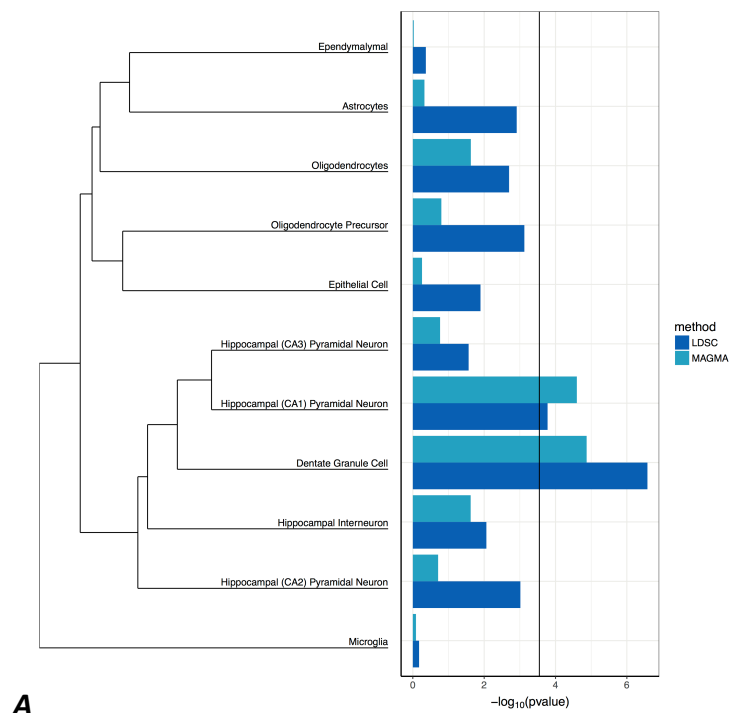 Ependymalymal
Astrocytes
Oligodendrocytes
Oligodendrocyte Precursor
Epithelial Cell
Hippocampal (CA3) Pyramidal Neuron
Hippocampal (CA1) Pyramidal Neuron
Dentate Granule Cell
Hippocampal Interneuron
Hippocampal (CA2) Pyramidal Neuron
Microglia
method
LDSC
MAGMA
0 2 4 6
−log10(pvalue)
A